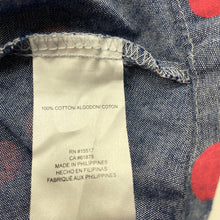 100% COTTON/ ALGODON/ COTON
RN #15517
CA #01875
MADE IN PHILIPPINES
HECHO EN FILIPINAS
FABRIQUÉ AUX PHILIPPINES